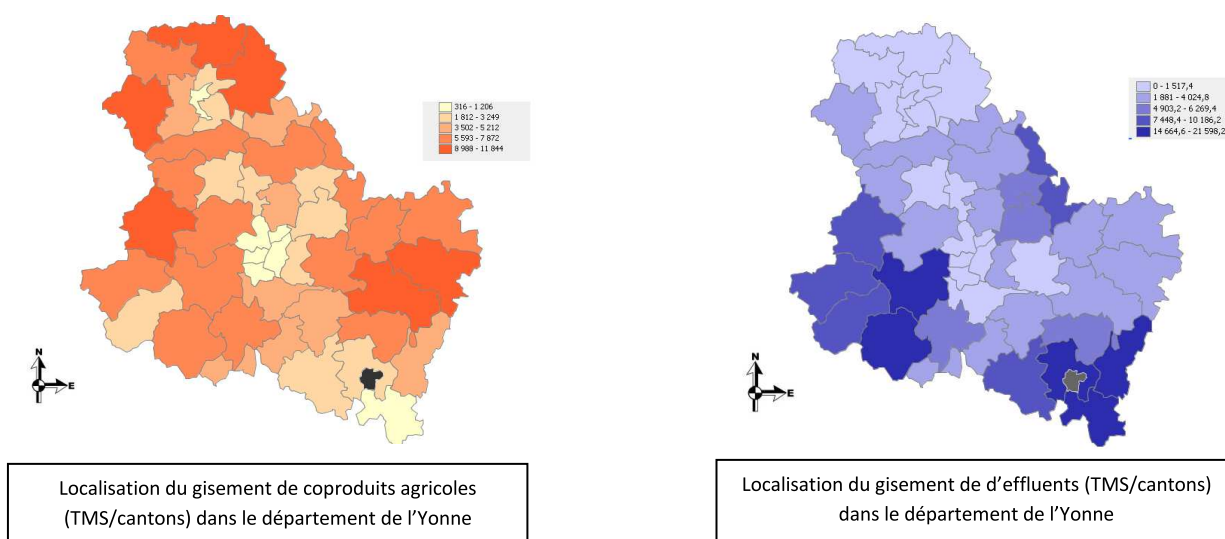 316 - 1 206
1 812 - 3 249
3 502 - 5 212
5 593 - 7 872
8 988 - 11 844
N
E
Localisation du gisement de coproduits agricoles
(TMS/cantons) dans le département de l'Yonne
0 - 1 517,4
1 881 - 4 024,8
4 903,2 - 6 269,4
7 448,4 - 10 186,2
14 664,6 - 21 598,2
N
E
Localisation du gisement de d'effluents (TMS/cantons)
dans le département de l'Yonne